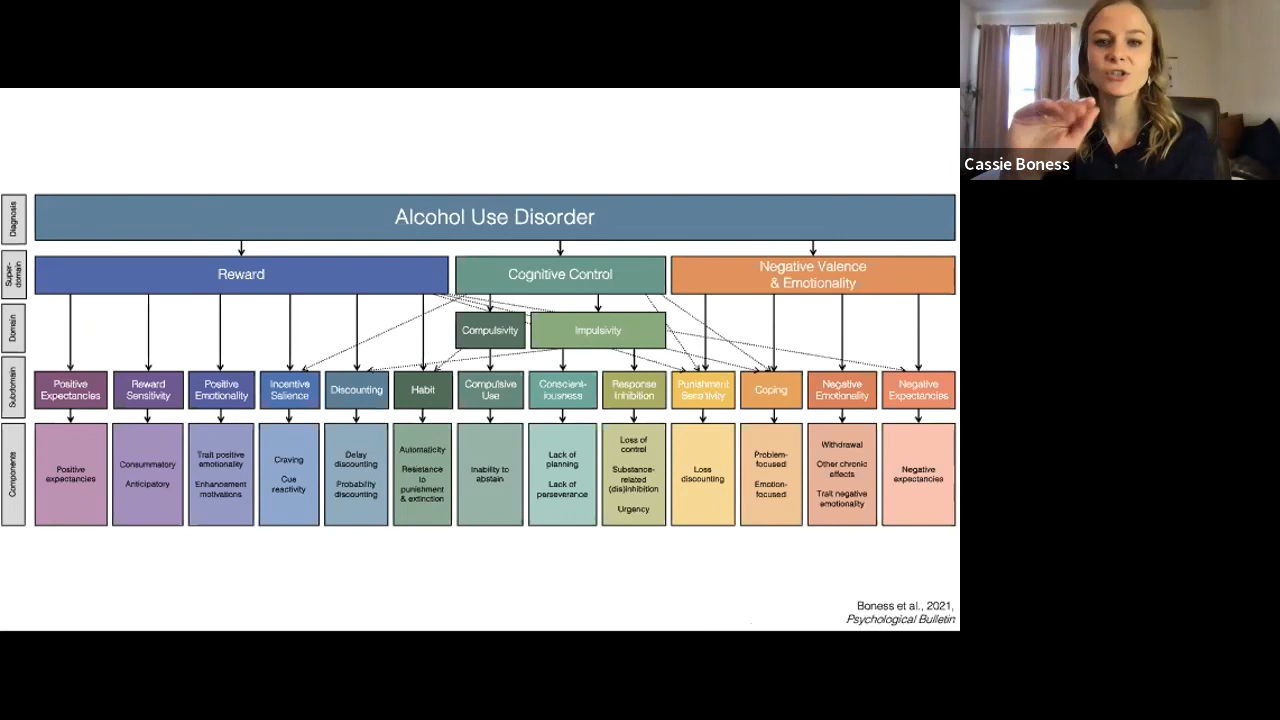 Cassie Boness
Diagnosis
Alcohol Use Disorder
Super-
domain
Reward
Cognitive Control
Negative Valence
& Emotionality
Domain
Compulsivity
Impulsivity
Subdomain
Positive
Expectancies
Reward
Sensitivity
Positive
Emotionality
Incentive
Salience
Discounting
Habit
Compulsive
Use
Conscient-
iousness
Response
Inhibition
Punishment
Sensitivity
Coping
Negative
Emotionality
Negative
Expectancies
Components
Positive
expectancies
Consummatory
Anticipatory
Trait positive
emotionality
Enhancement
motivations
Craving
Cue
reactivity
Delay
discounting
Probability
discounting
Automaticity
Resistance
to
punishment
& extinction
Inability to
abstain
Lack of
planning
Lack of
perseverance
Loss of
control
Substance-
related
(dis)inhibition
Urgency
Loss
discounting
Problem-
focused
Emotion-
focused
Withdrawal
Other chronic
effects
Trait negative
emotionality
Negative
expectancies
Boness et al., 2021,
Psychological Bulletin